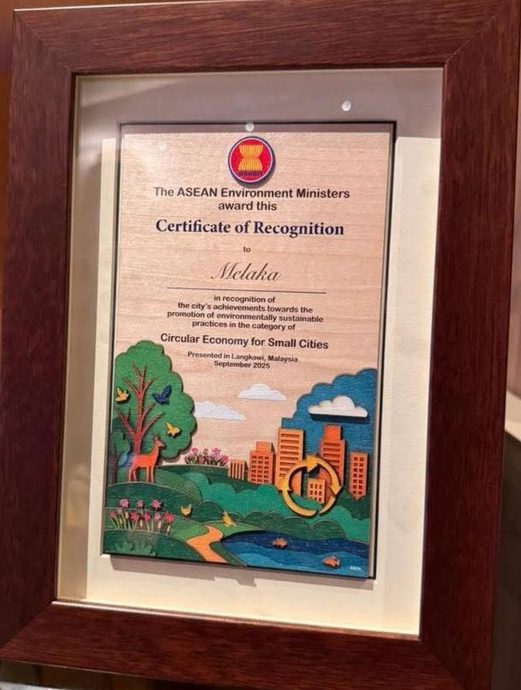 asean
The ASEAN Environment Ministers
award this
Certificate of Recognition
to
Melaka
in recognition of
the city's achievements towards the
promotion of environmentally sustainable
practices in the category of
Circular Economy for Small Cities
Presented in Langkawi, Malaysia
September 2025